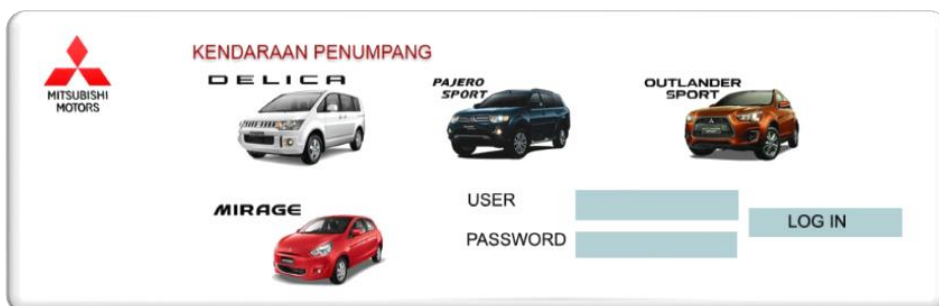 MITSUBISHI
MOTORS
KENDARAAN PENUMPANG
DELICA
PAJERO
SPORT
OUTLANDER
SPORT
MIRAGE
USER
PASSWORD
LOG IN